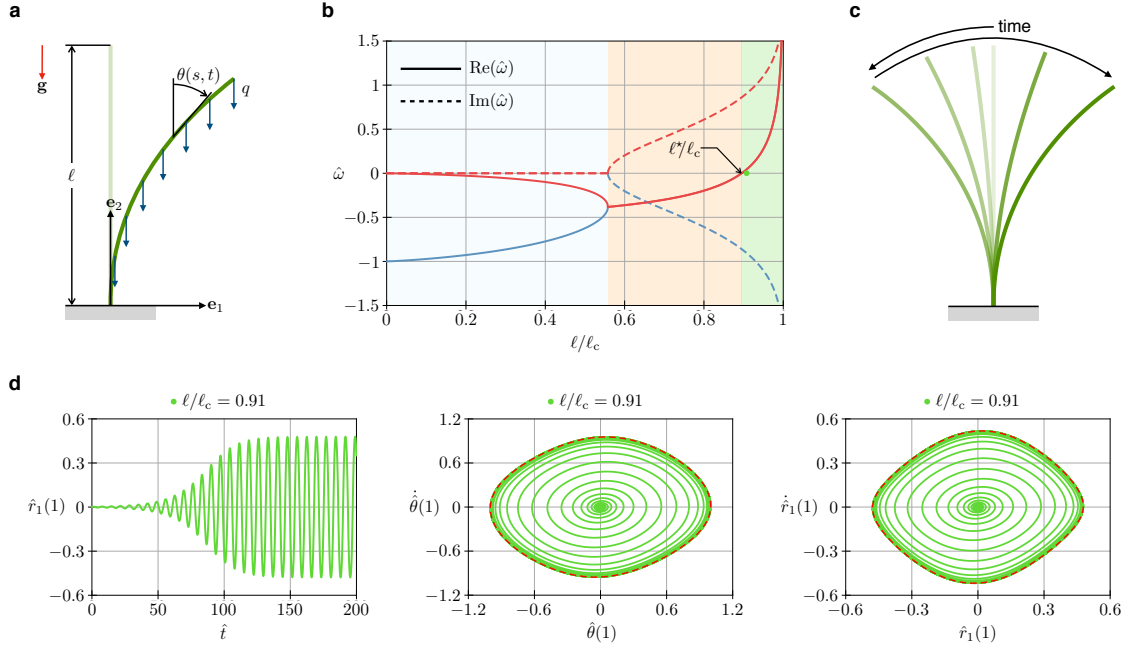 a
g
ℓ
θ(s, t)
q
e₂
e₁
b
1.5
1
0.5
0
−0.5
−1
−1.5
ω̂
Re(ω̂)
Im(ω̂)
ℓ*/ℓc
0
0.2
0.4
0.6
0.8
1
ℓ/ℓc
c
time
d
ℓ/ℓc = 0.91
0.6
0.3
0
−0.3
−0.6
r̂₁(1)
0
50
100
150
200
t̂
ℓ/ℓc = 0.91
1.2
0.6
0
−0.6
−1.2
θ̂̇(1)
−1.2
−0.6
0
0.6
1.2
θ̂(1)
ℓ/ℓc = 0.91
0.6
0.3
0
−0.3
−0.6
r̂̇₁(1)
−0.6
−0.3
0
0.3
0.6
r̂₁(1)